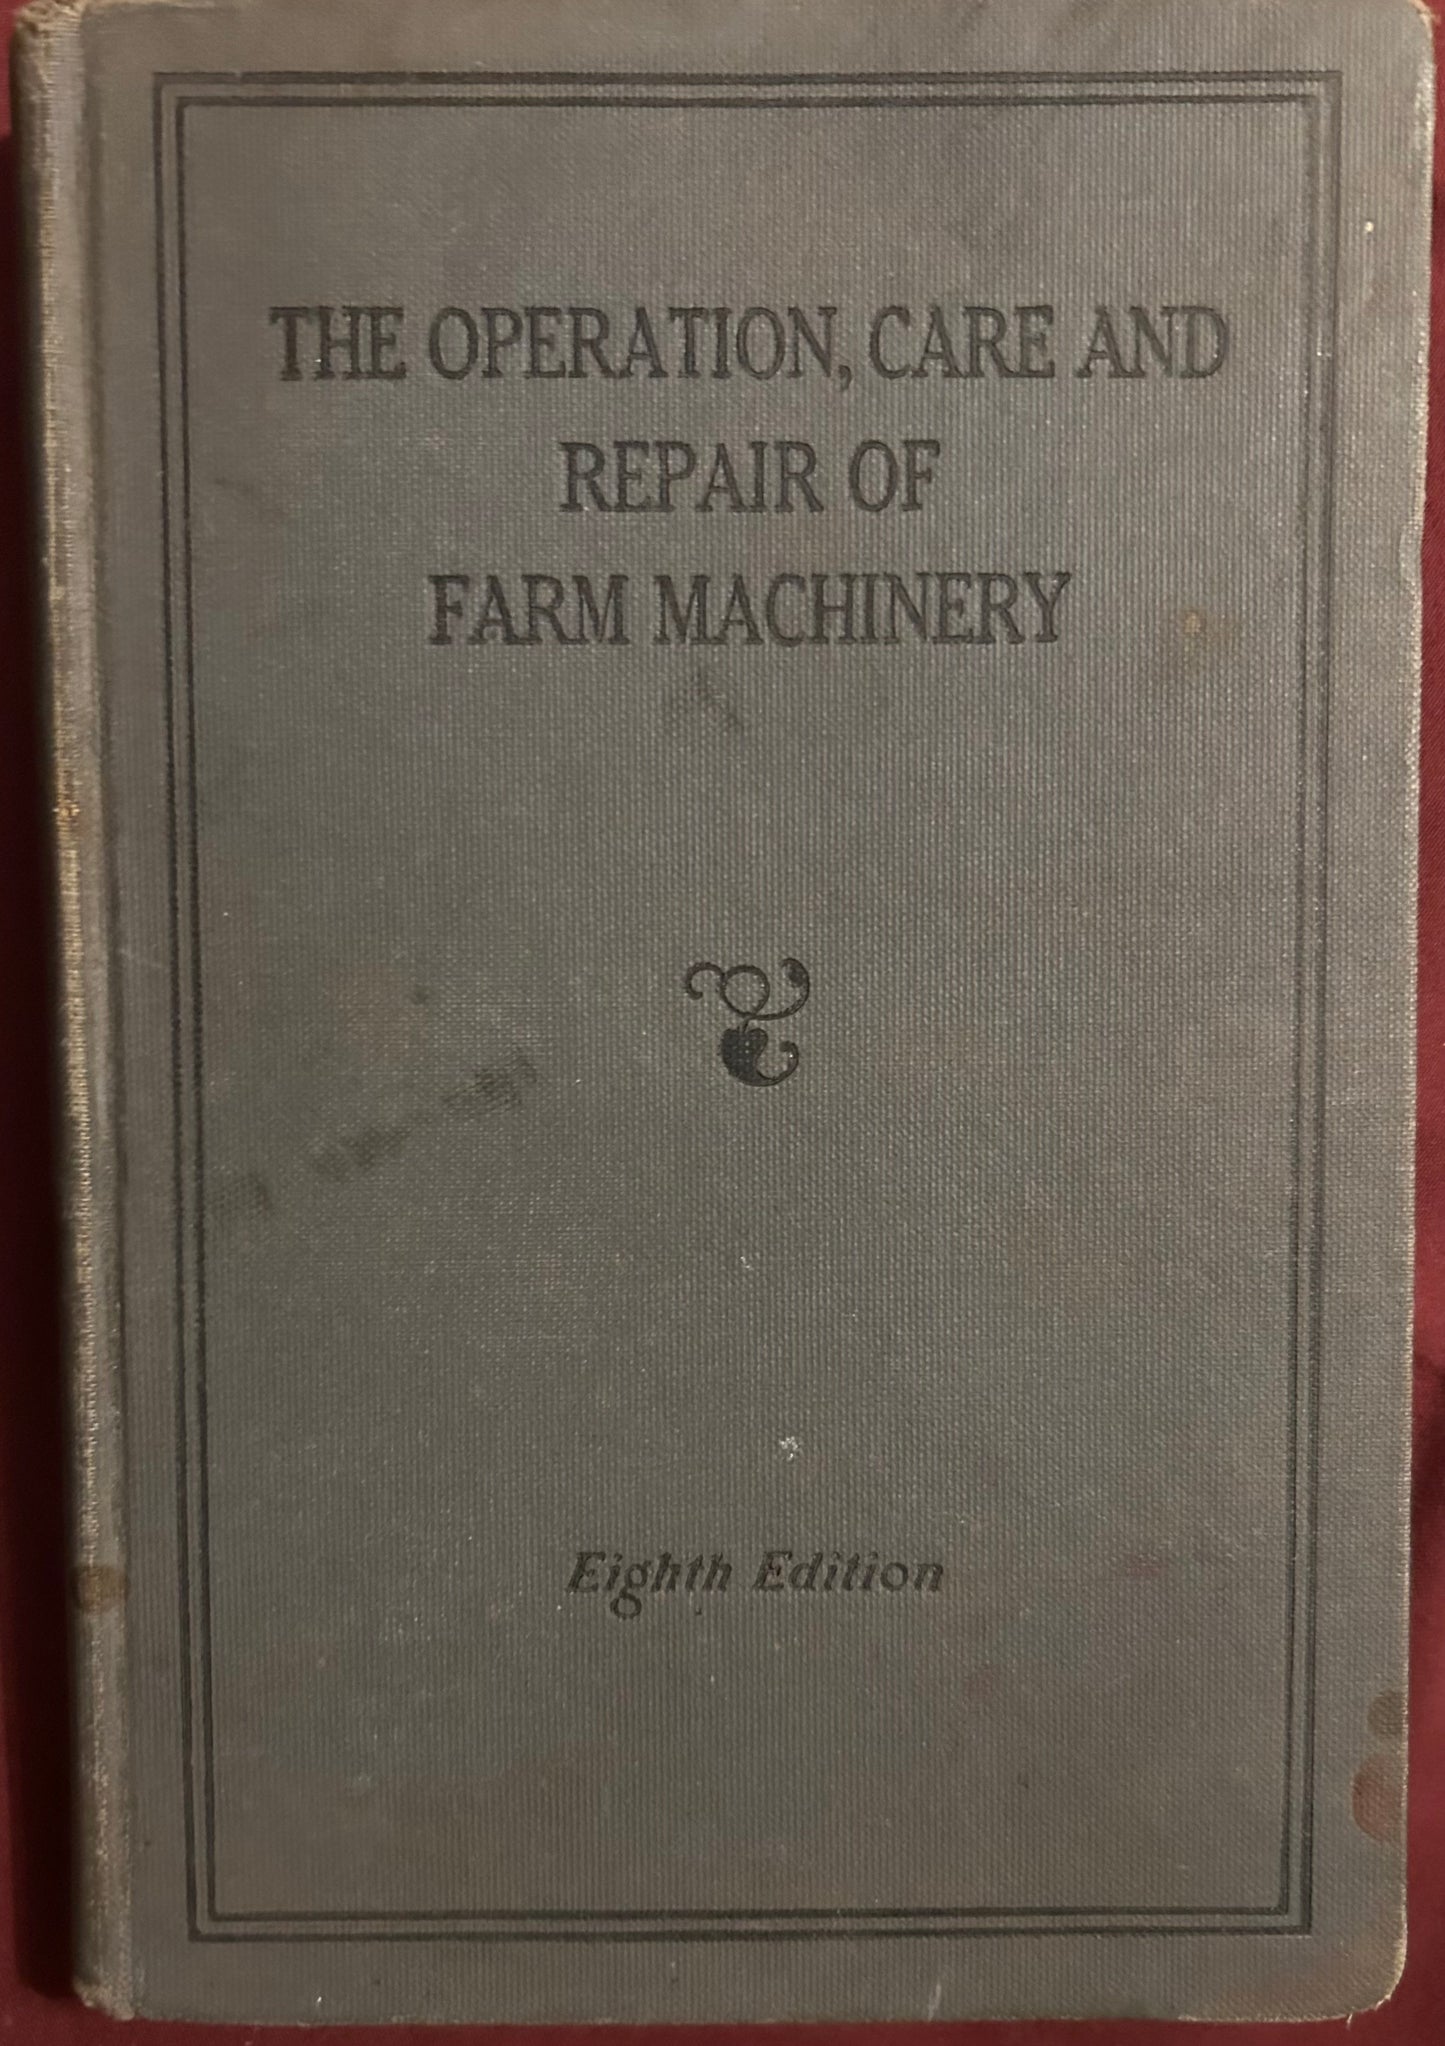 THE OPERATION, CARE AND
REPAIR OF
FARM MACHINERY
Eighth Edition